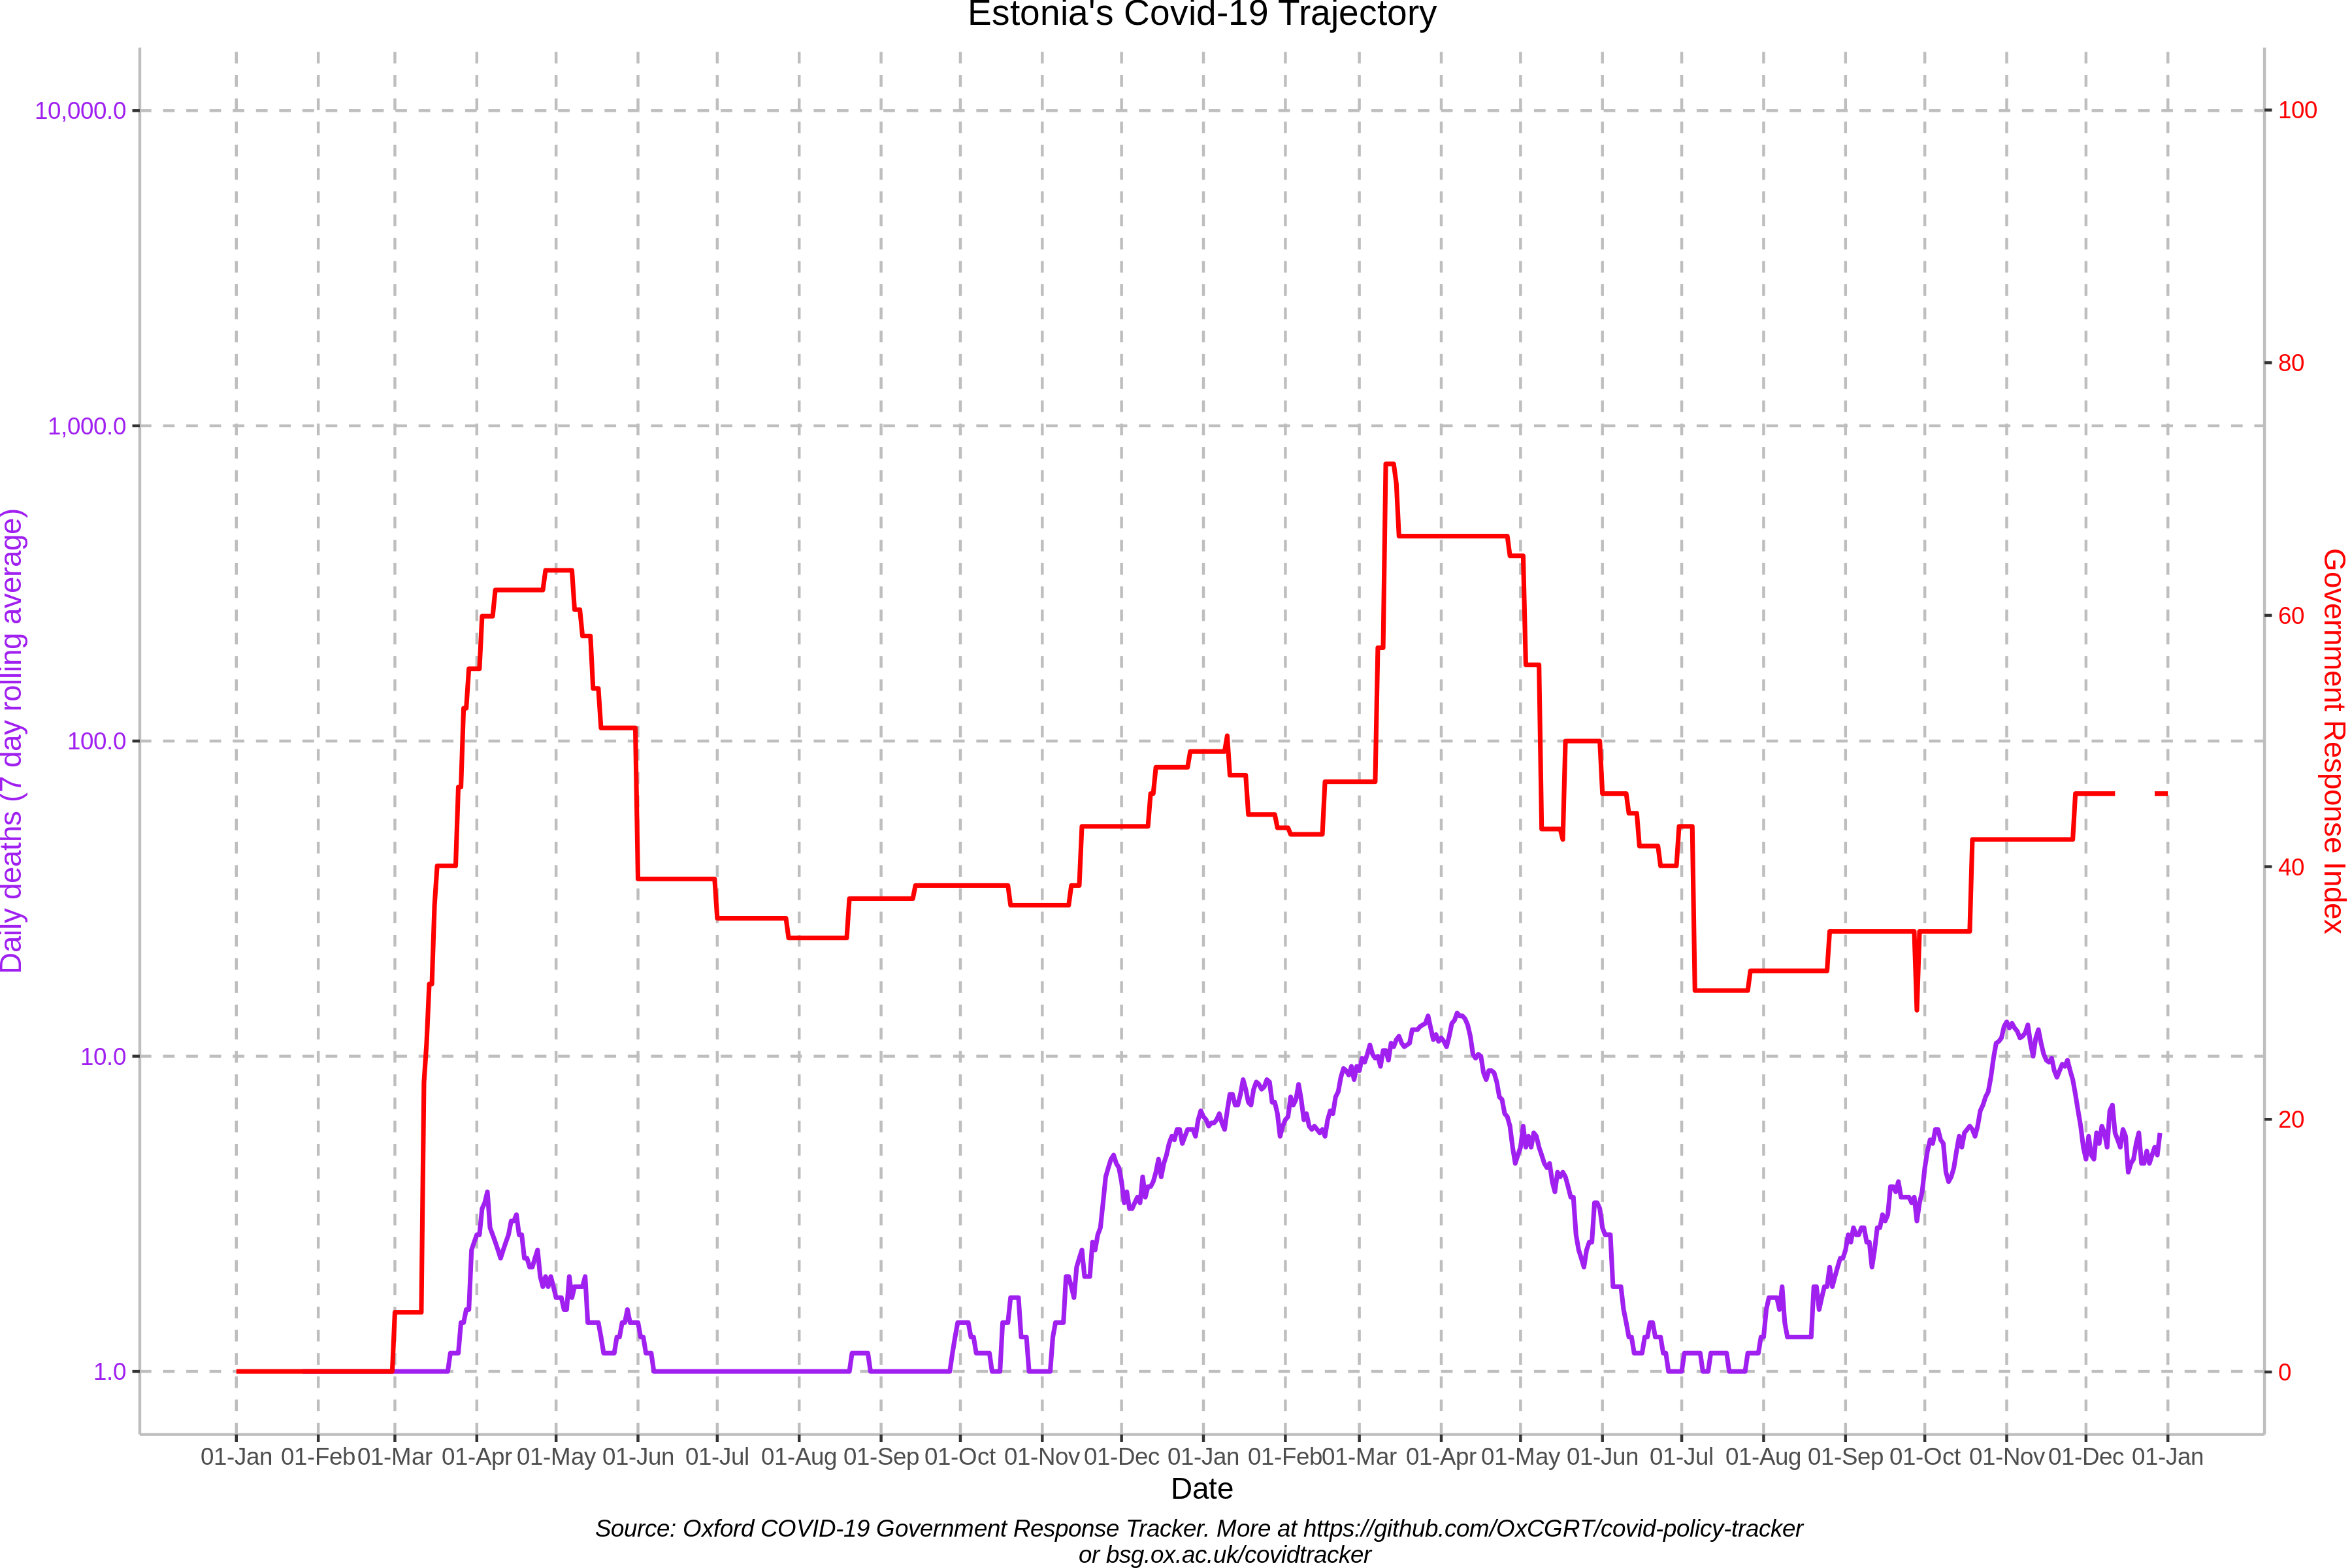 Estonia's Covid-19 Trajectory
10,000.0
1,000.0
100.0
10.0
1.0
Daily deaths (7 day rolling average)
100
80
60
40
20
0
Government Response Index
01-Jan 01-Feb 01-Mar 01-Apr 01-May 01-Jun 01-Jul 01-Aug 01-Sep 01-Oct 01-Nov 01-Dec 01-Jan 01-Feb 01-Mar 01-Apr 01-May 01-Jun 01-Jul 01-Aug 01-Sep 01-Oct 01-Nov 01-Dec 01-Jan
Date
Source: Oxford COVID-19 Government Response Tracker. More at https://github.com/OxCGRT/covid-policy-tracker
or bsg.ox.ac.uk/covidtracker